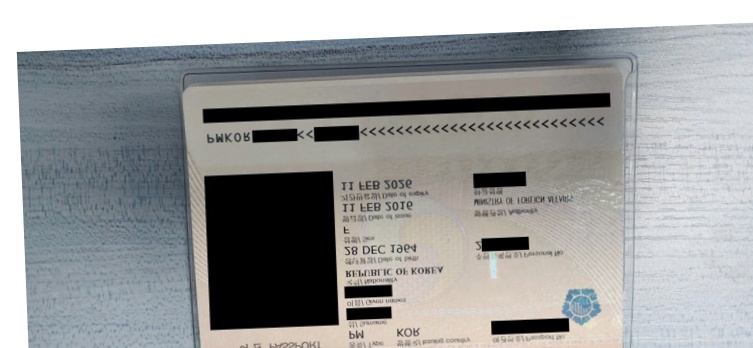 PASSPORT
종류/ Type 발행국/ Issuing country 여권번호/ Passport No.
PM KOR
성/ Surname
이름/ Given names
국적/ Nationality
REPUBLIC OF KOREA
생년월일/ Date of birth 주민등록번호/ Personal No.
28 DEC 1964 2
성별/ Sex
F
발급일/ Date of issue 발행관청/ Authority
11 FEB 2016 MINISTRY OF FOREIGN AFFAIRS
기간만료일/ Date of expiry
11 FEB 2026
PMKOR <<<<<<<<<<<<<<<<<<<<<<<<<<<<<<